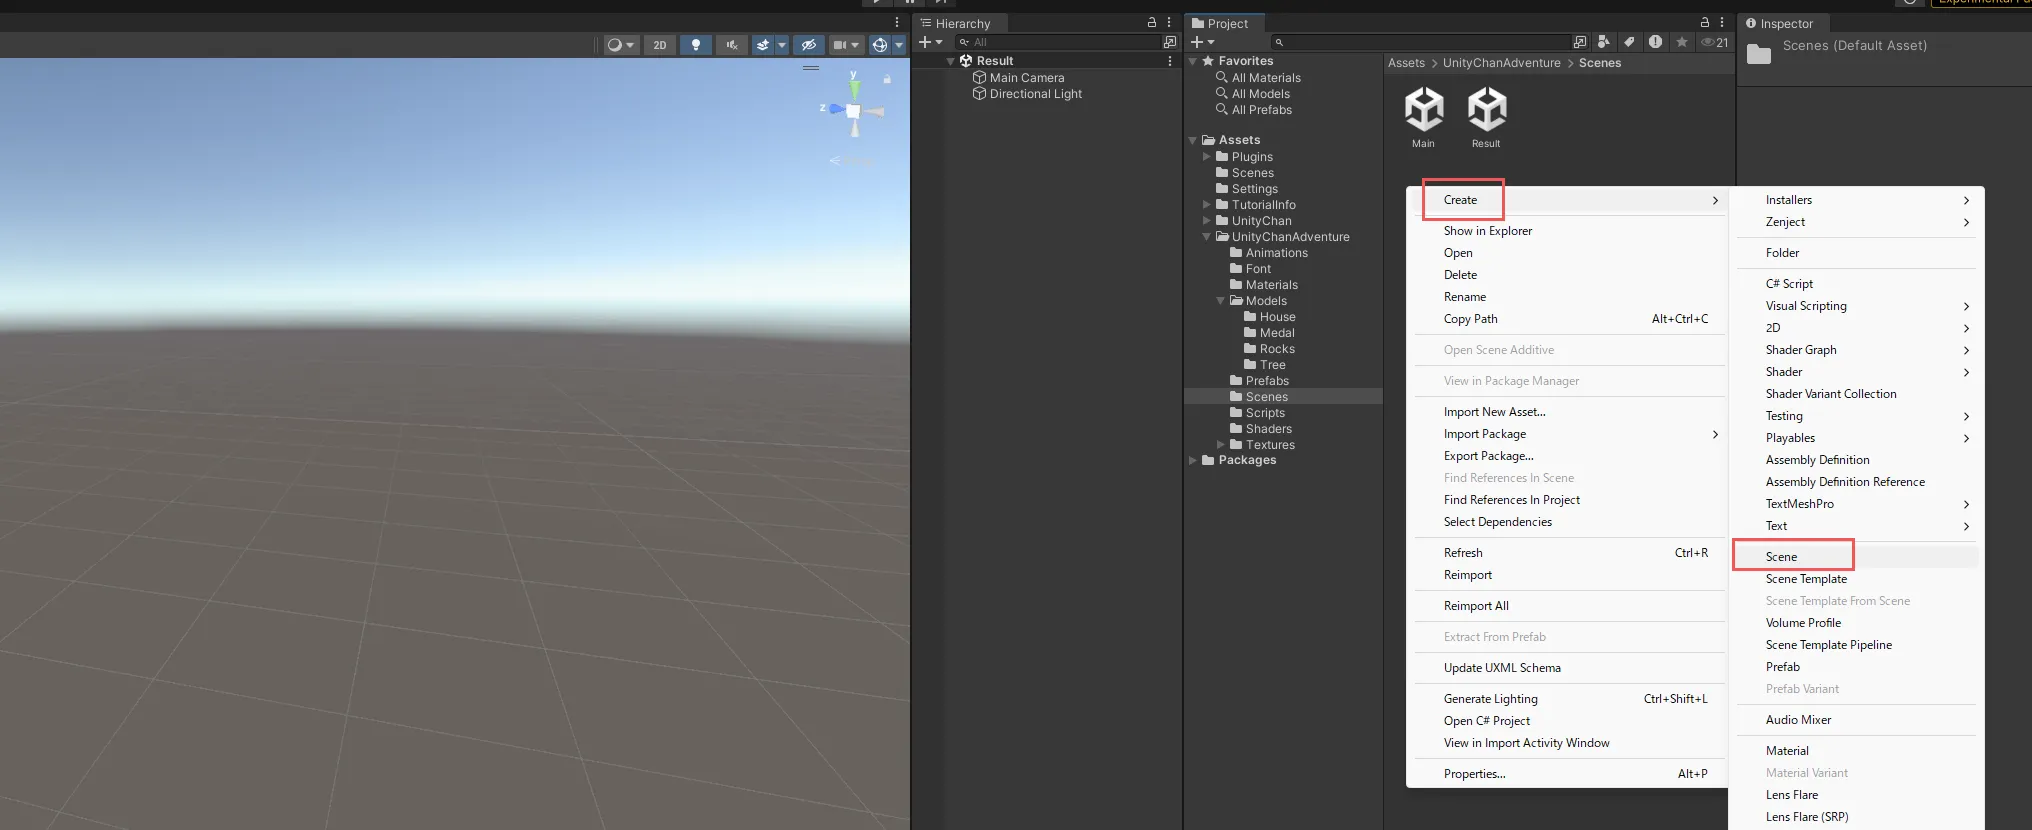 Hierarchy
Project
Inspector
Scenes (Default Asset)
2D
All
21
Result
Main Camera
Directional Light
Favorites
All Materials
All Models
All Prefabs
Assets
Plugins
Scenes
Settings
TutorialInfo
UnityChan
UnityChanAdventure
Animations
Font
Materials
Models
House
Medal
Rocks
Tree
Prefabs
Scenes
Scripts
Shaders
Textures
Packages
Assets > UnityChanAdventure > Scenes
Main
Result
Create
Show in Explorer
Open
Delete
Rename
Copy Path Alt+Ctrl+C
Open Scene Additive
View in Package Manager
Import New Asset...
Import Package
Export Package...
Find References In Scene
Find References In Project
Select Dependencies
Refresh Ctrl+R
Reimport
Reimport All
Extract From Prefab
Update UXML Schema
Generate Lighting Ctrl+Shift+L
Open C# Project
View in Import Activity Window
Properties... Alt+P
Installers
Zenject
Folder
C# Script
Visual Scripting
2D
Shader Graph
Shader
Shader Variant Collection
Testing
Playables
Assembly Definition
Assembly Definition Reference
TextMeshPro
Text
Scene
Scene Template
Scene Template From Scene
Volume Profile
Scene Template Pipeline
Prefab
Prefab Variant
Audio Mixer
Material
Material Variant
Lens Flare
Lens Flare (SRP)
y
z